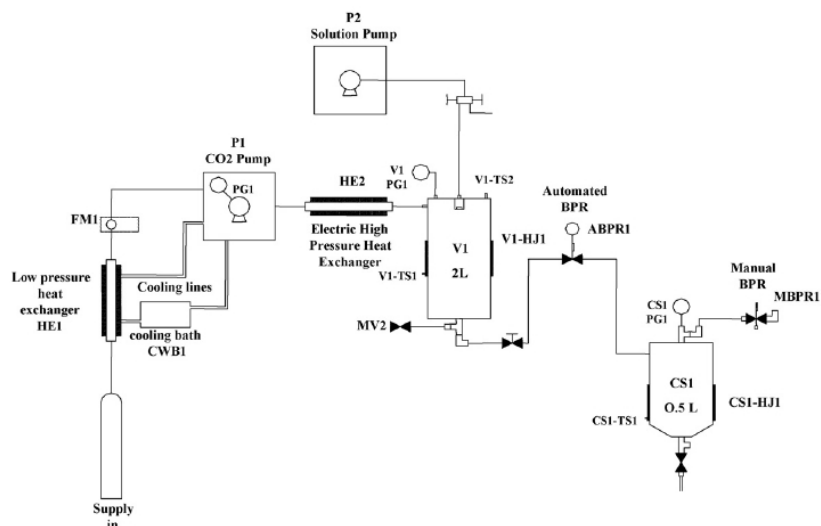 P2
Solution Pump
P1
CO2 Pump
PG1
FM1
HE2
Electric High
Pressure Heat
Exchanger
V1
PG1
V1-TS2
V1-HJ1
V1
2L
V1-TS1
Automated
BPR
ABPR1
Manual
BPR
MBPR1
CS1
PG1
Low pressure
heat
exchanger
HE1
Cooling lines
cooling bath
CWB1
MV2
CS1
O.5 L
CS1-HJ1
CS1-TS1
Supply
in